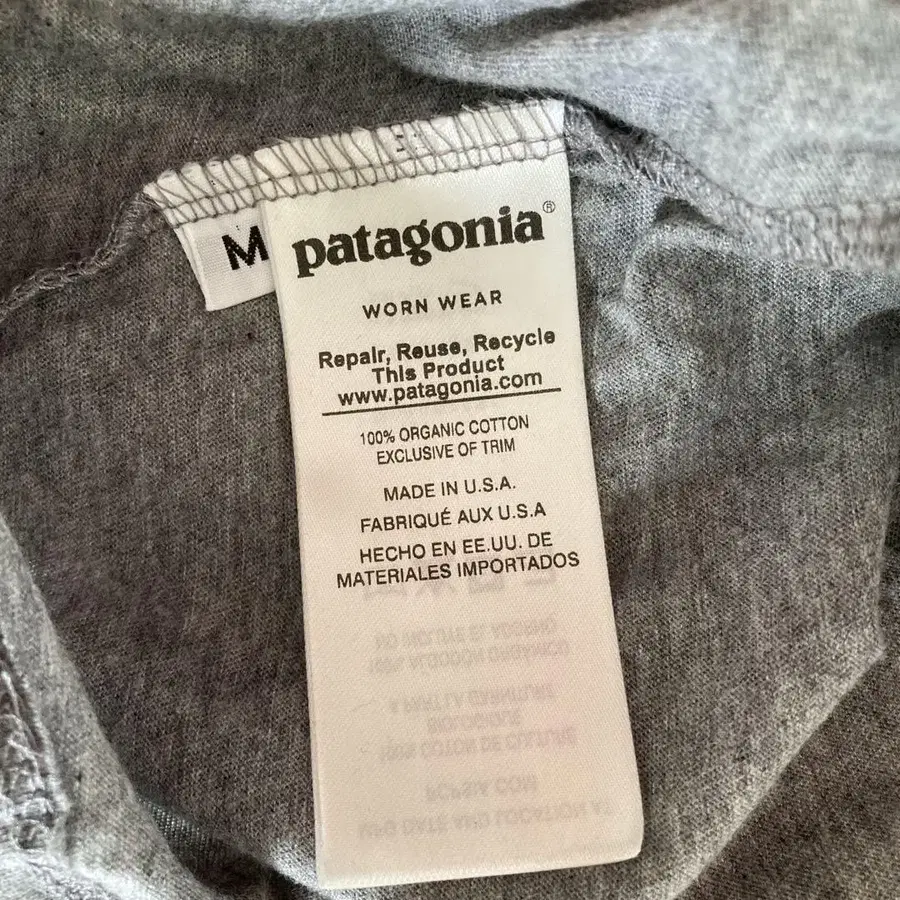 M
patagonia®
WORN WEAR
Repair, Reuse, Recycle
This Product
www.patagonia.com
100% ORGANIC COTTON
EXCLUSIVE OF TRIM
MADE IN U.S.A.
FABRIQUÉ AUX U.S.A
HECHO EN EE.UU. DE
MATERIALES IMPORTADOS